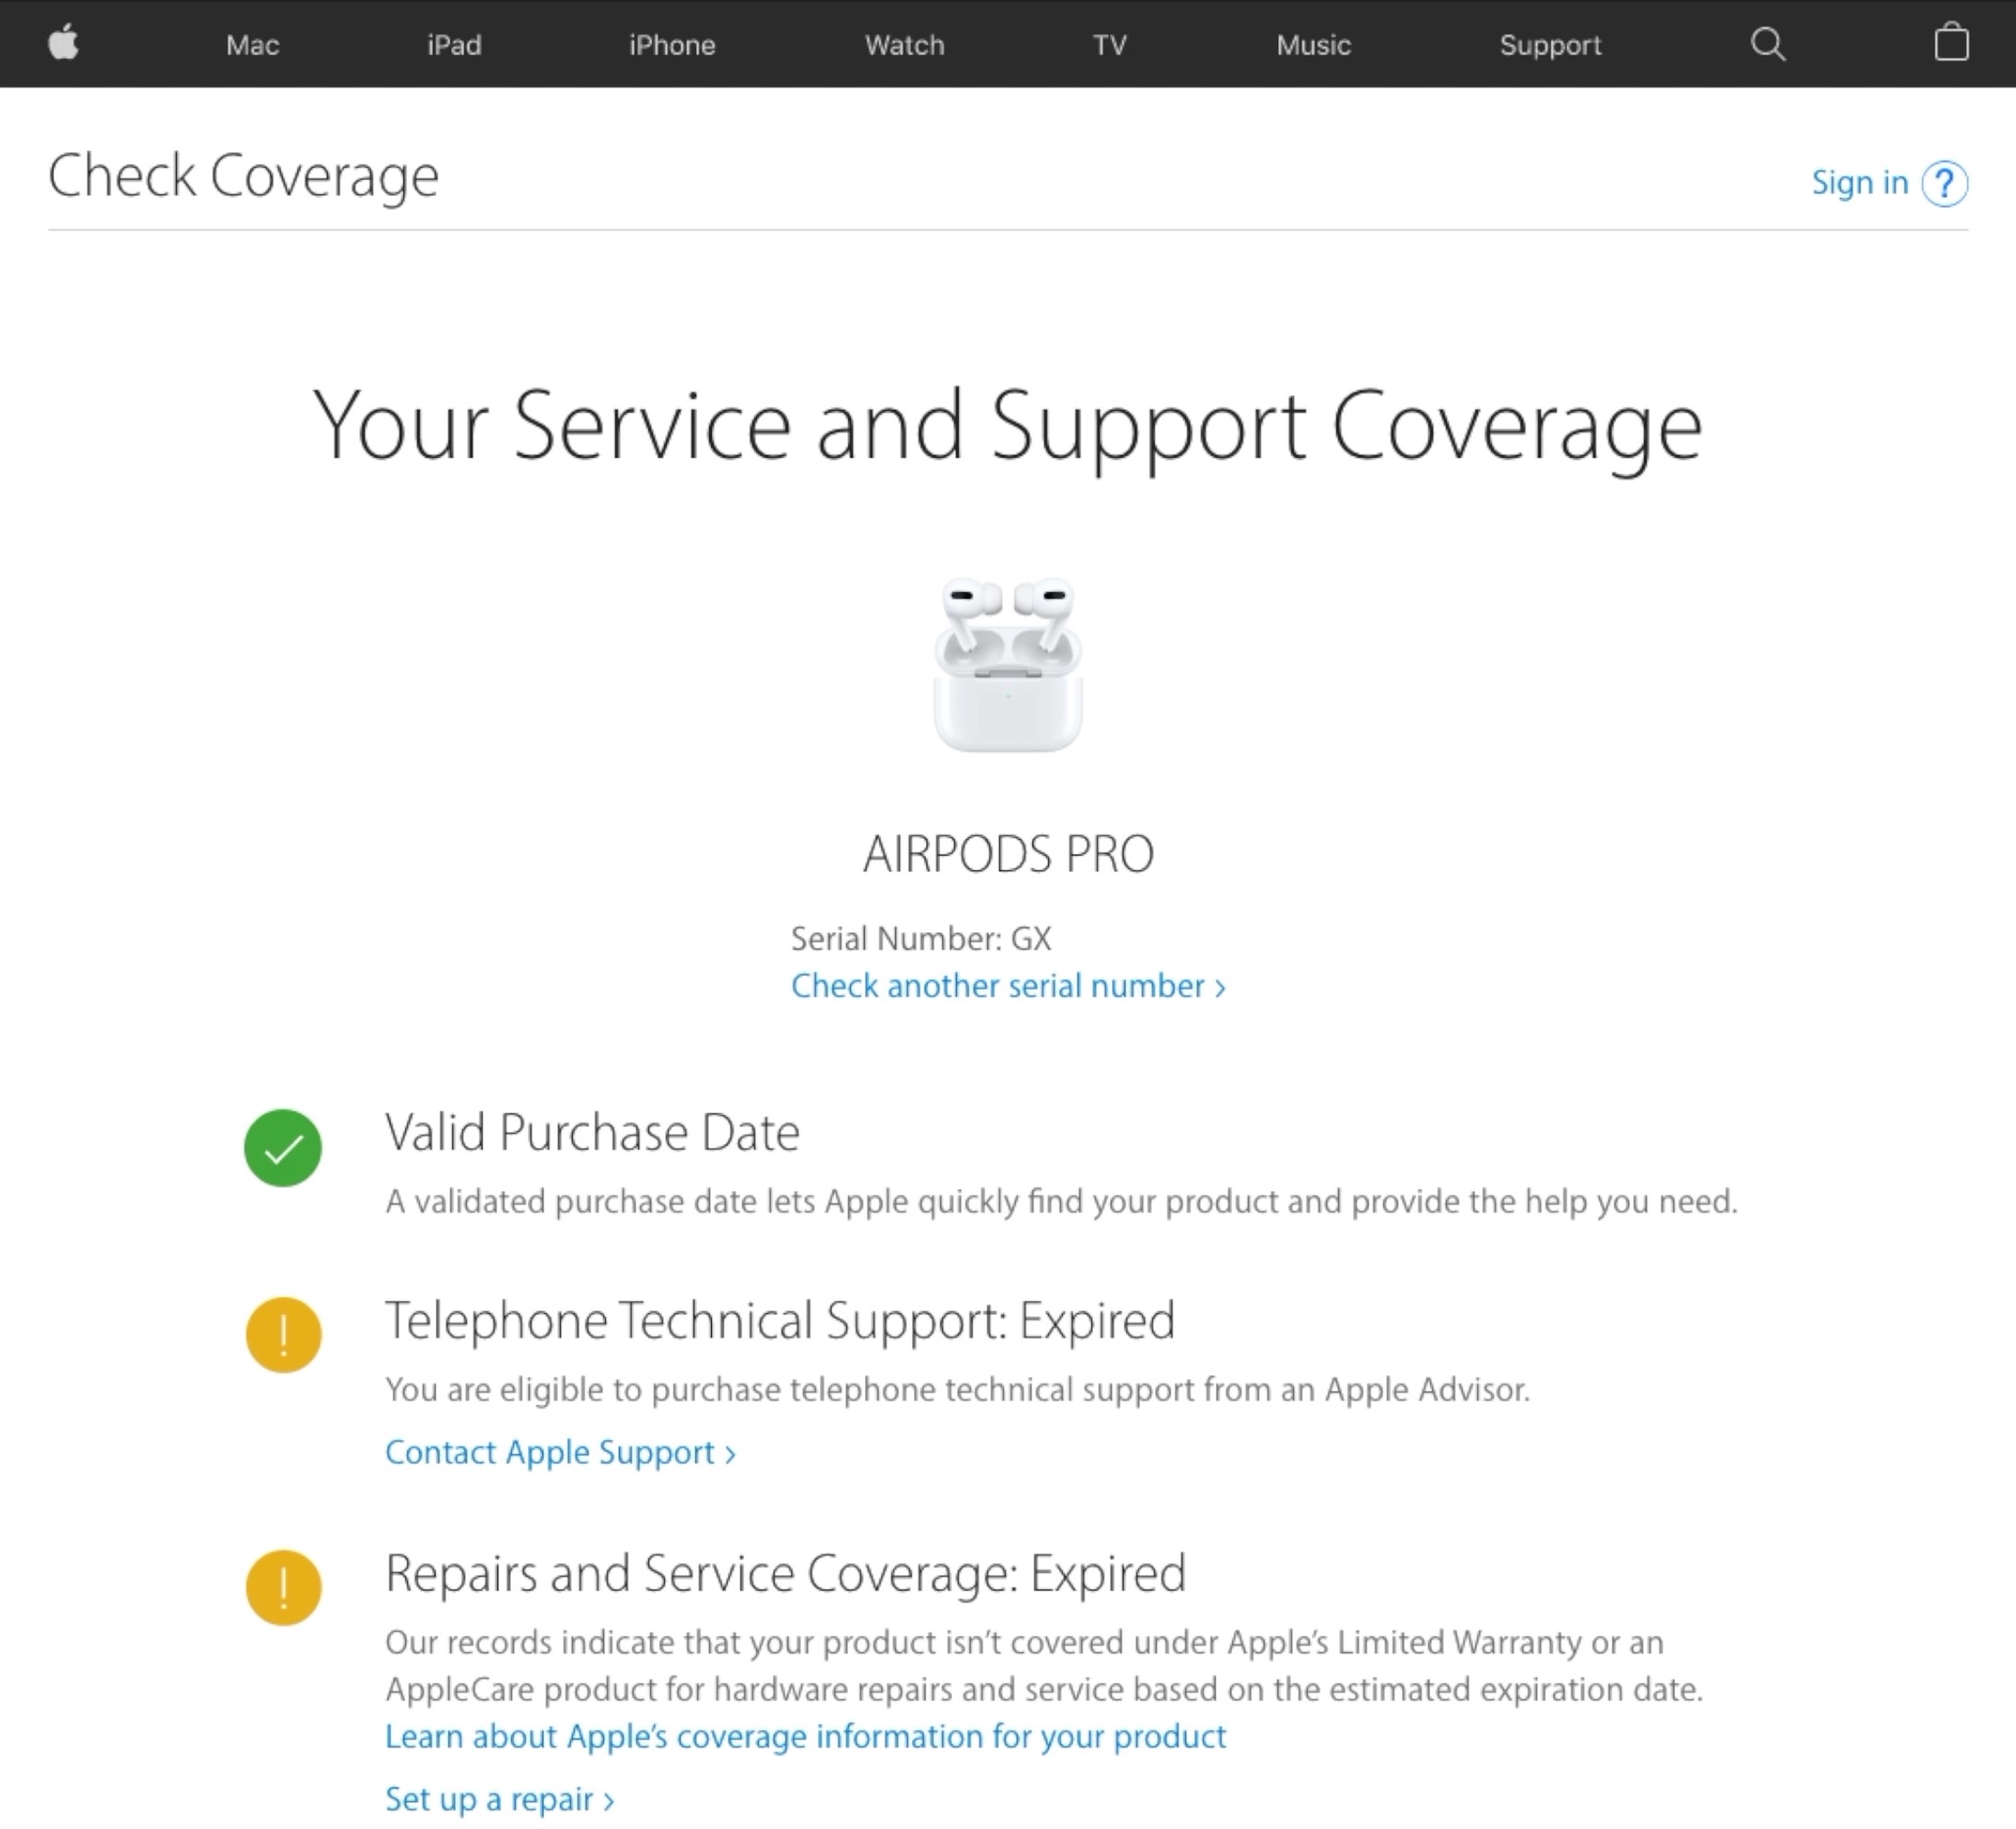 Mac iPad iPhone Watch TV Music Support
Check Coverage
Sign in ?
Your Service and Support Coverage
AIRPODS PRO
Serial Number: GX
Check another serial number >
Valid Purchase Date
A validated purchase date lets Apple quickly find your product and provide the help you need.
! Telephone Technical Support: Expired
You are eligible to purchase telephone technical support from an Apple Advisor.
Contact Apple Support >
! Repairs and Service Coverage: Expired
Our records indicate that your product isn’t covered under Apple’s Limited Warranty or an
AppleCare product for hardware repairs and service based on the estimated expiration date.
Learn about Apple’s coverage information for your product
Set up a repair >